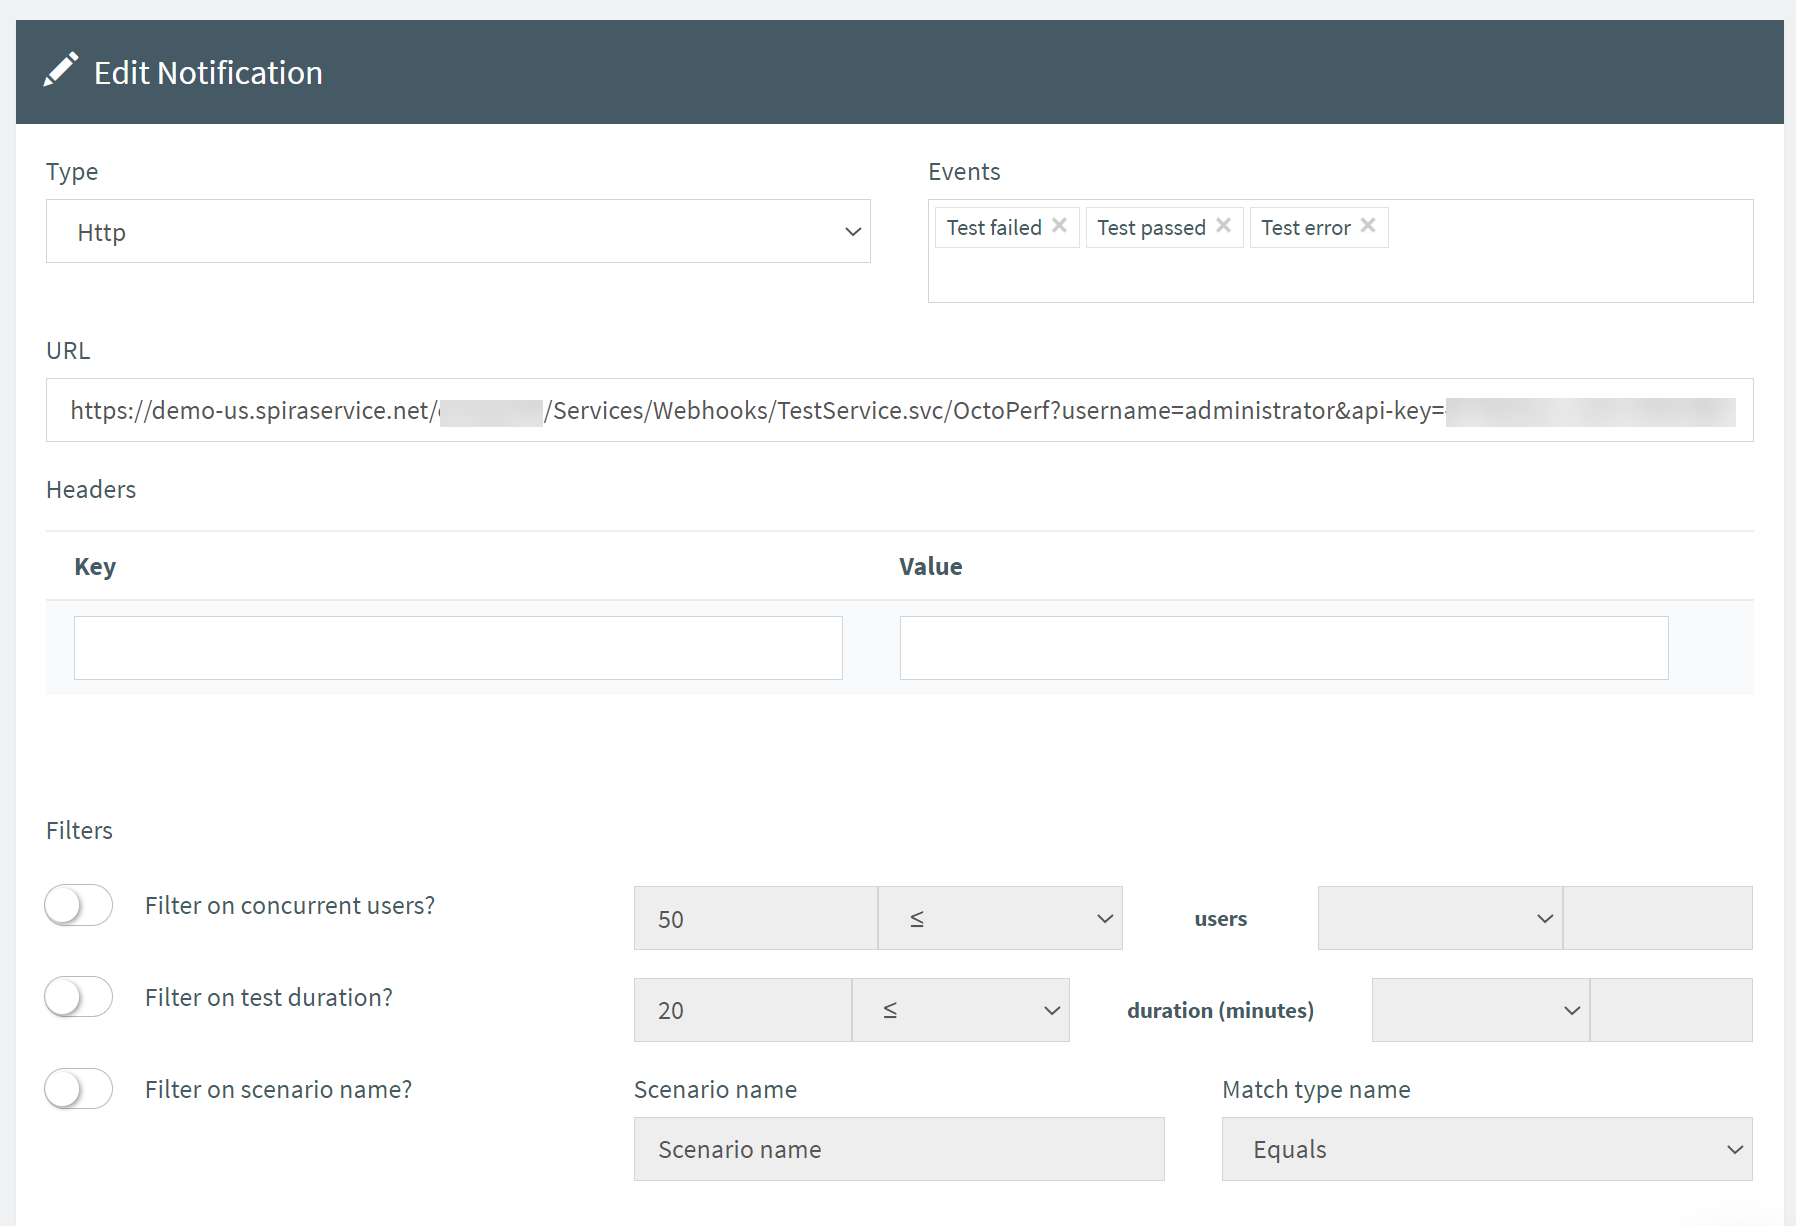 Edit Notification
Type
Events
Http
Test failed ✕ Test passed ✕ Test error ✕
URL
https://demo-us.spiraservice.net/ /Services/Webhooks/TestService.svc/OctoPerf?username=administrator&api-key=
Headers
Key Value
Filters
Filter on concurrent users? 50 ≤ users
Filter on test duration? 20 ≤ duration (minutes)
Filter on scenario name? Scenario name Match type name
Scenario name Equals